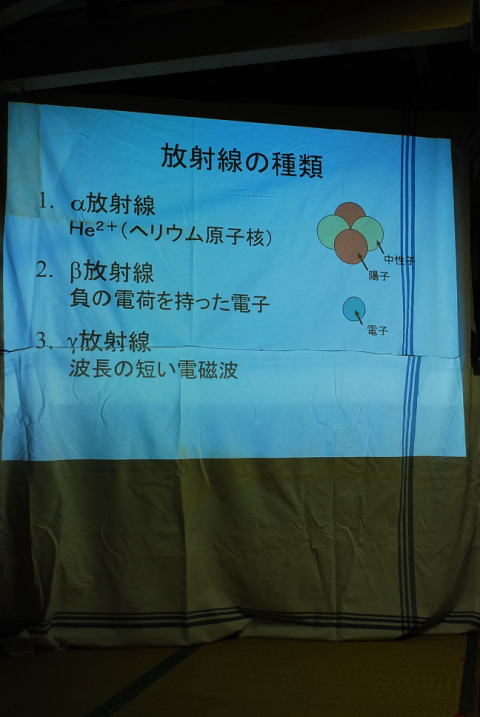 放射線の種類
1. α放射線
He²⁺(ヘリウム原子核)
中性子
陽子
2. β放射線
負の電荷を持った電子
電子
3. γ放射線
波長の短い電磁波